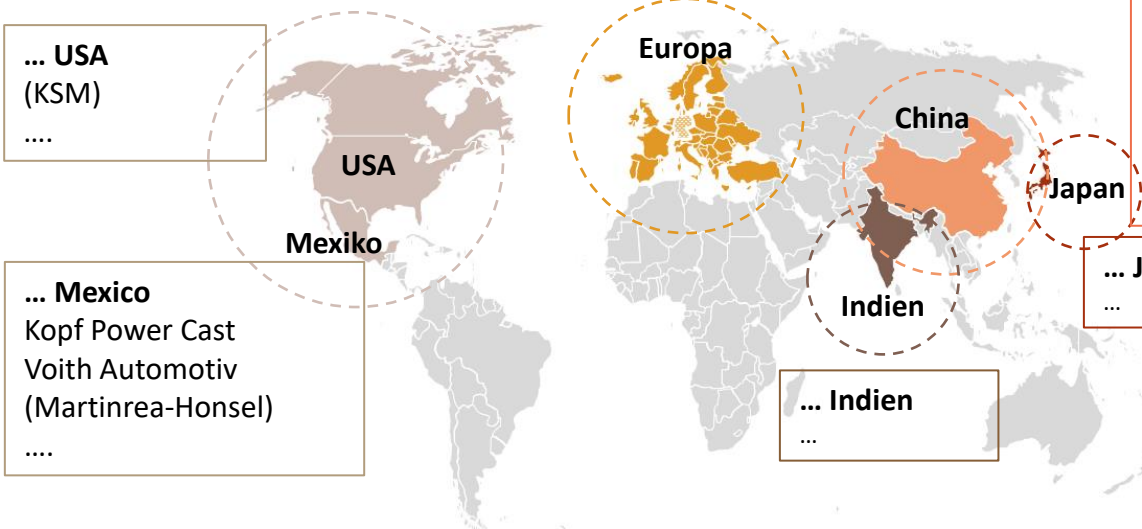 ... USA
(KSM)
....
USA
Mexiko
... Mexico
Kopf Power Cast
Voith Automotiv
(Martinrea-Honsel)
....
Europa
China
Japan
Indien
... J
...
... Indien
...